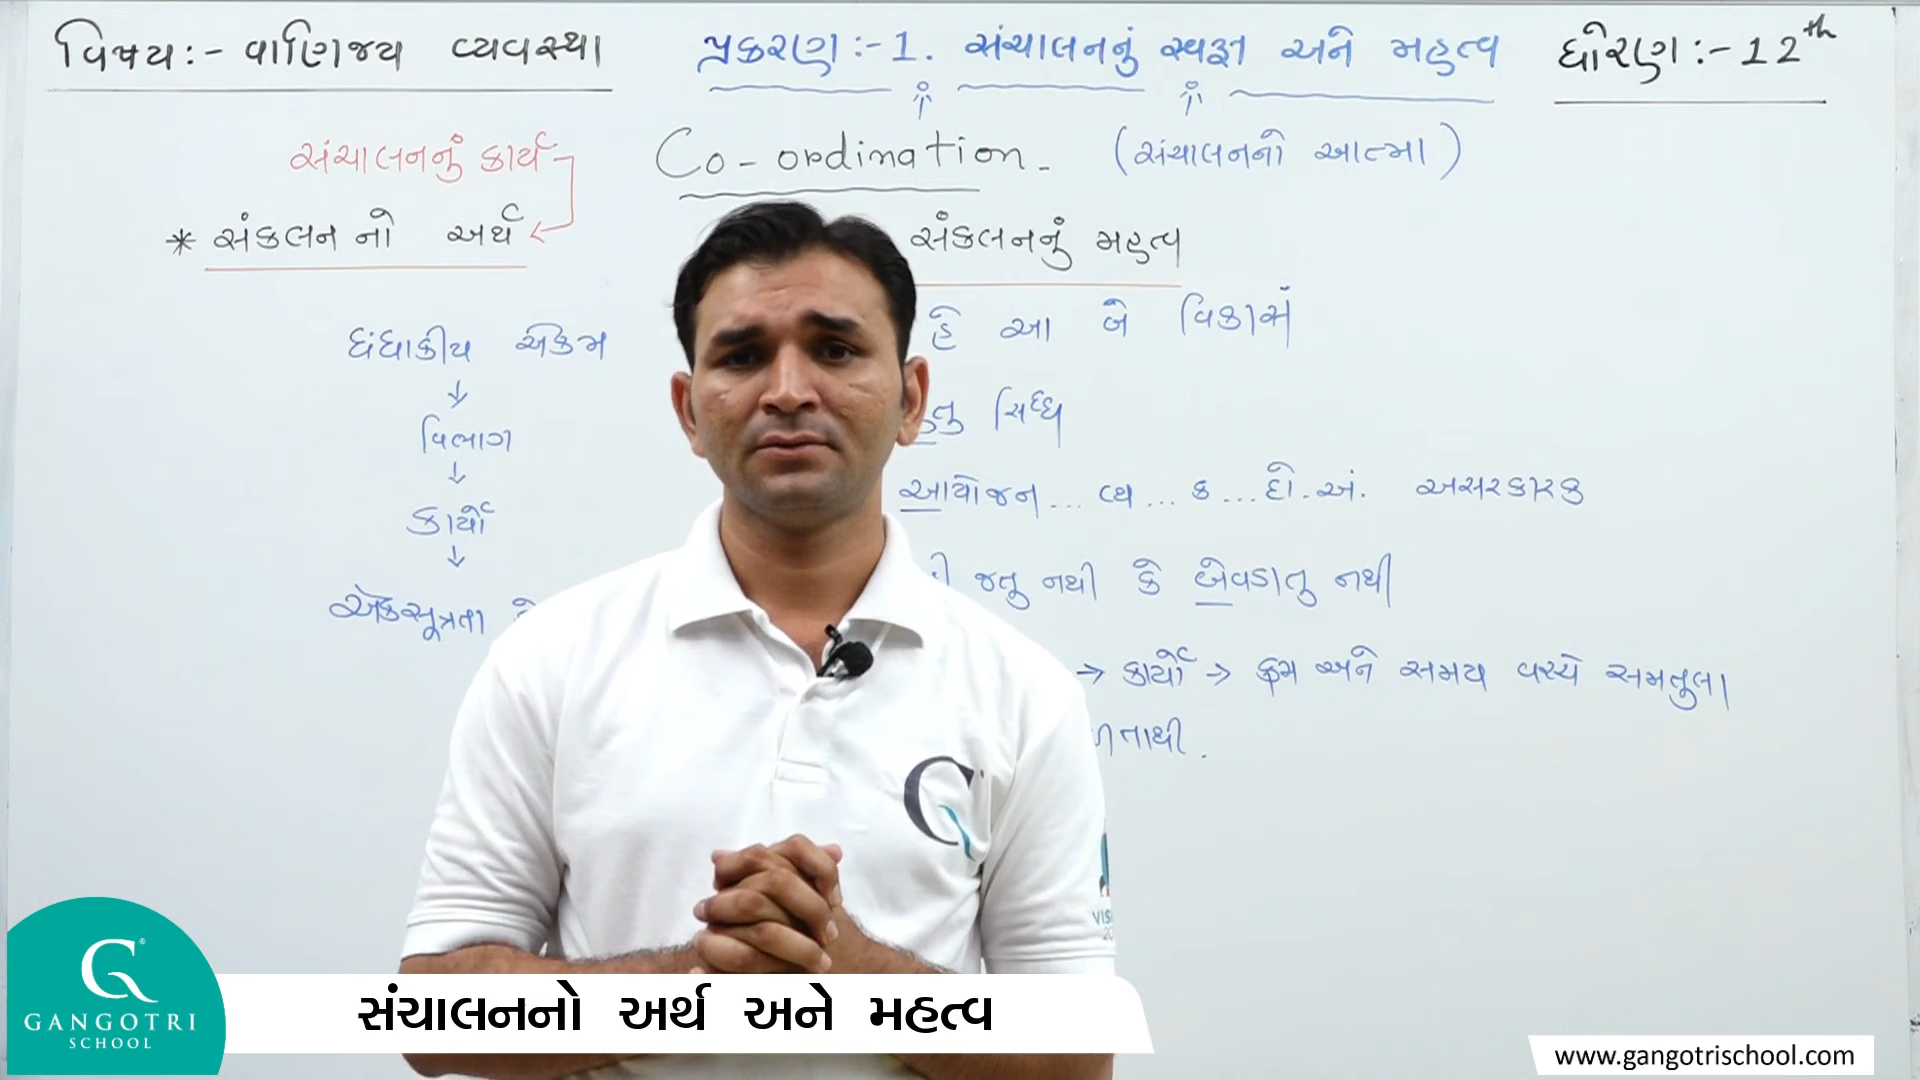 વિષય:- વાણિજ્ય વ્યવસ્થા
પ્રકરણ:-1. સંચાલનનું સ્વરૂપ અને મહત્વ
ધોરણ:-12th
સંચાલનનું કાર્ય
Co-ordination
(સંચાલનનો આત્મા)
* સંકલન નો અર્થ
સંકલનનું મહત્વ
ધંધાકીય એકમ
વિભાગ
કાર્યો
એકસૂત્રતા
આ બે
સિધ્ધ
આયોજન... વ્ય... ક... દો.અં. અસરકારક
જતુ નથી કે બેવડાતુ નથી
→ કાર્યો → ક્રમ અને સમય વચ્ચે સમતુલા
સંચાલનનો અર્થ અને મહત્વ
GANGOTRI
SCHOOL
www.gangotrischool.com